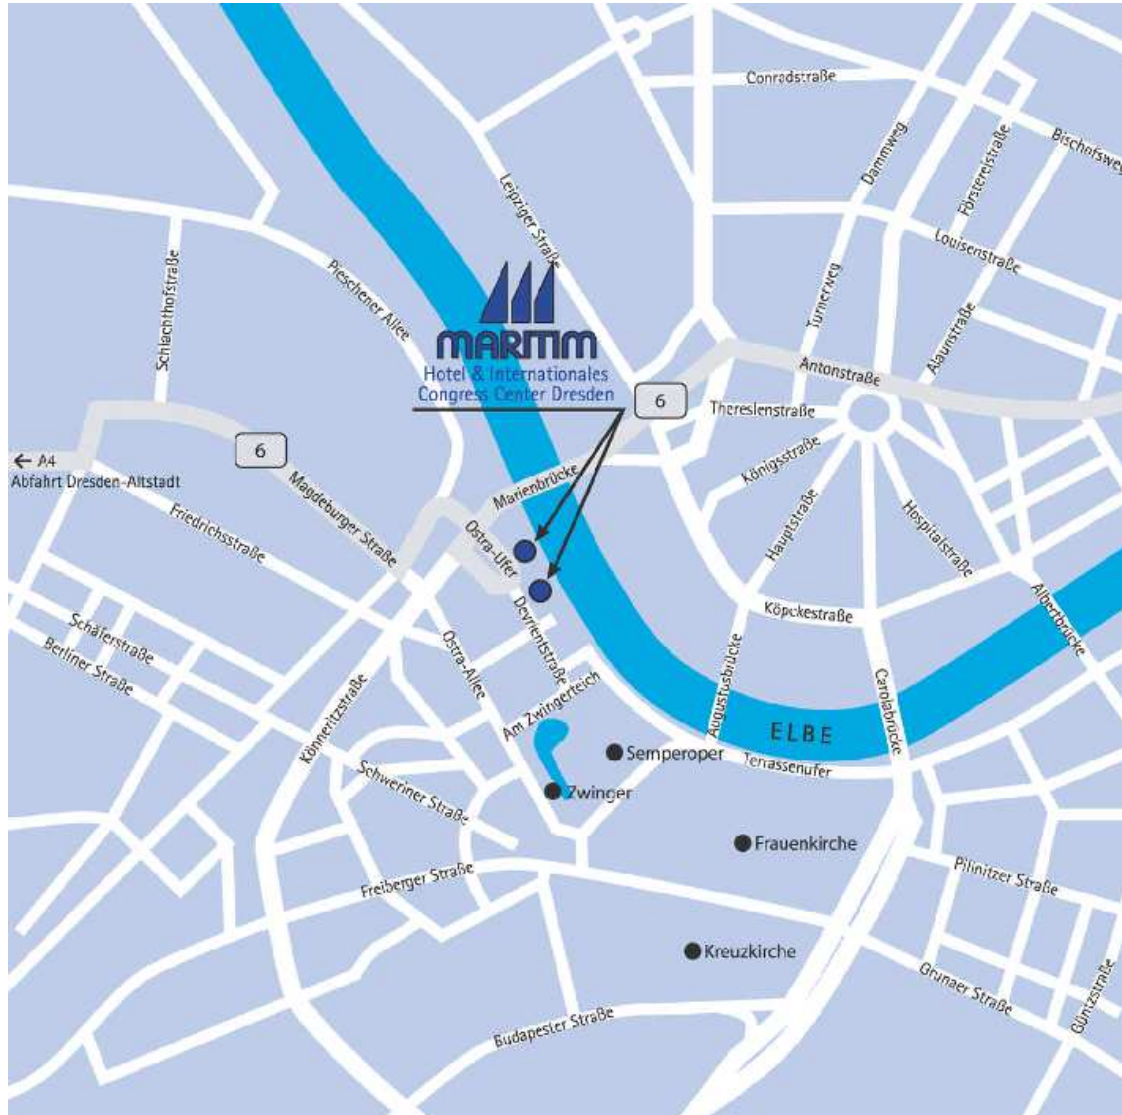 Conradstraße
Bischofsweg
Dammweg
Förstereistraße
Leipziger Straße
Louisenstraße
Schlachthofstraße
Pieschener Allee
Turnerweg
Alaunstraße
MARITIM
Hotel & Internationales
Congress Center Dresden
6
Antonstraße
Theresienstraße
← A4
Abfahrt Dresden-Altstadt
6
Magdeburger Straße
Marienbrücke
Königsstraße
Hauptstraße
Hospitalstraße
Friedrichsstraße
Ostra-Ufer
Devrientstraße
Köpckestraße
Albertbrücke
Schäferstraße
Berliner Straße
Ostra-Allee
Am Zwingerteich
Augustusbrücke
Carolabrücke
Könneritzstraße
ELBE
Semperoper
Terrassenufer
Schweriner Straße
Zwinger
Frauenkirche
Pillnitzer Straße
Freiberger Straße
Kreuzkirche
Grunaer Straße
Güntzstraße
Budapester Straße